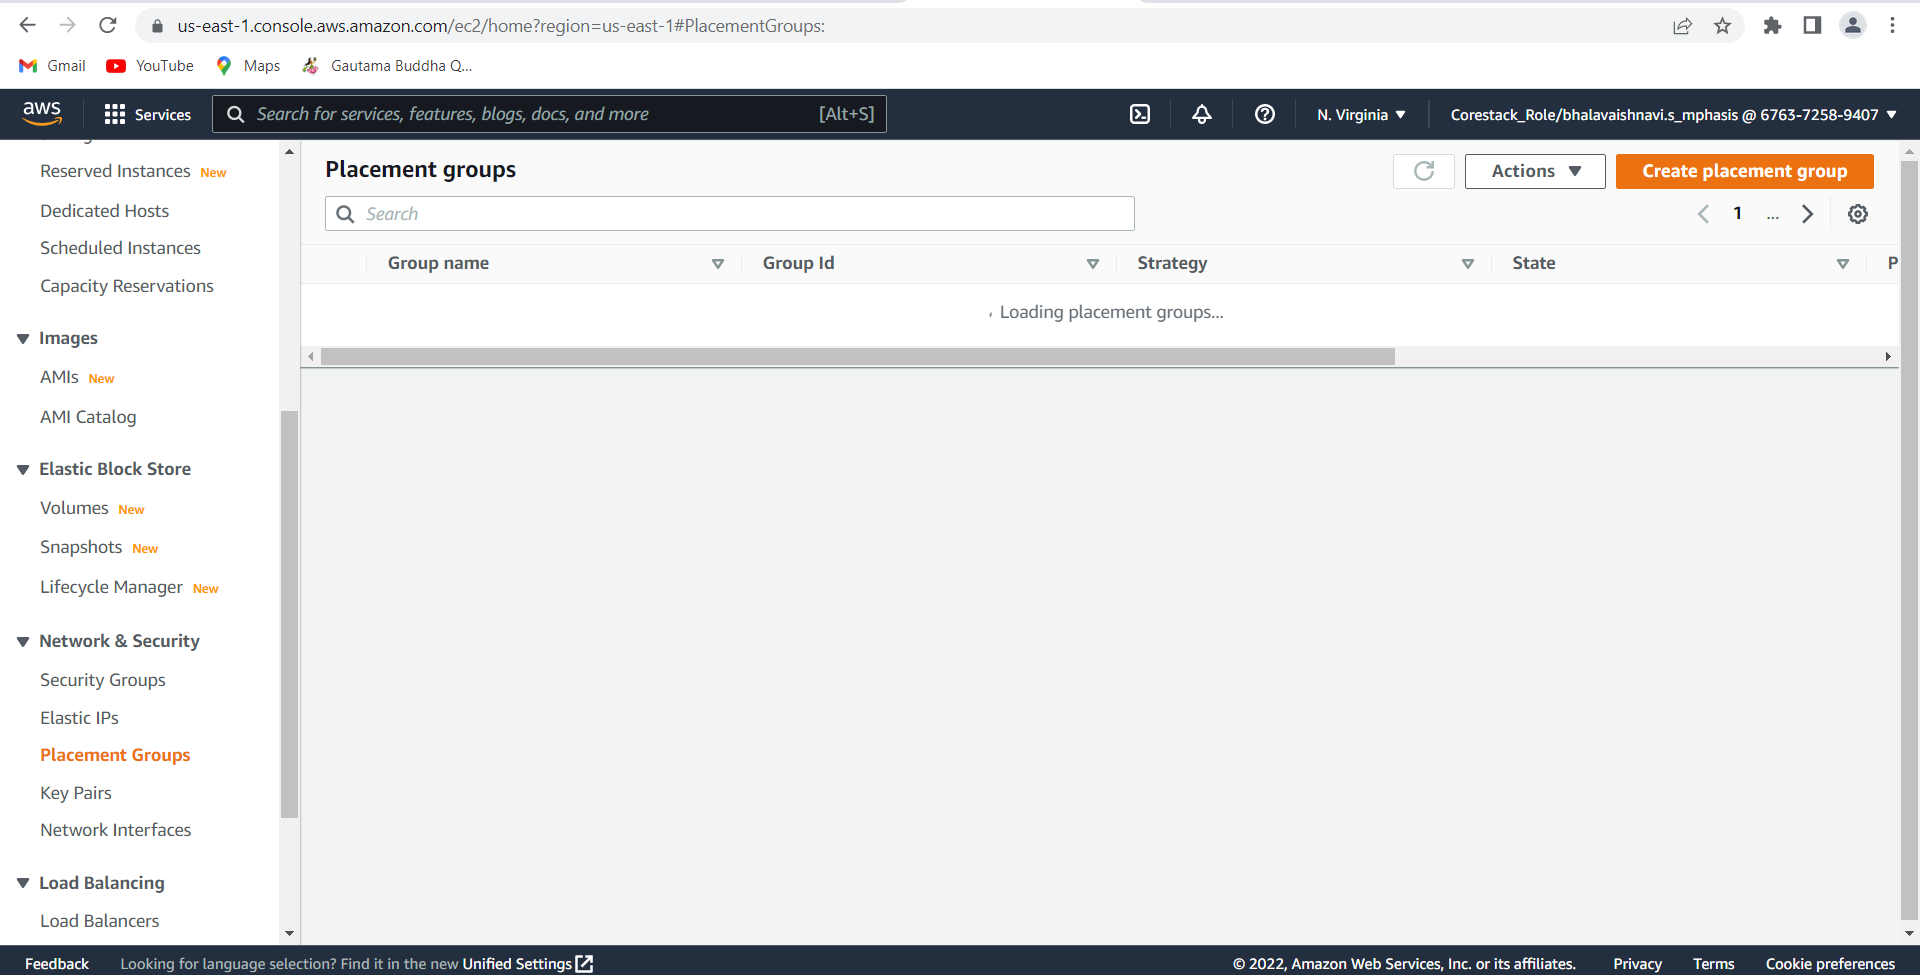 us-east-1.console.aws.amazon.com/ec2/home?region=us-east-1#PlacementGroups:
Gmail YouTube Maps Gautama Buddha Q...
aws Services Search for services, features, blogs, docs, and more [Alt+S] N. Virginia Corestack_Role/bhalavaishnavi.s_mphasis @ 6763-7258-9407
Reserved Instances New
Dedicated Hosts
Scheduled Instances
Capacity Reservations
Images
AMIs New
AMI Catalog
Elastic Block Store
Volumes New
Snapshots New
Lifecycle Manager New
Network & Security
Security Groups
Elastic IPs
Placement Groups
Key Pairs
Network Interfaces
Load Balancing
Load Balancers
Placement groups Actions Create placement group
Search 1 ...
Group name Group Id Strategy State P
Loading placement groups...
Feedback Looking for language selection? Find it in the new Unified Settings © 2022, Amazon Web Services, Inc. or its affiliates. Privacy Terms Cookie preferences